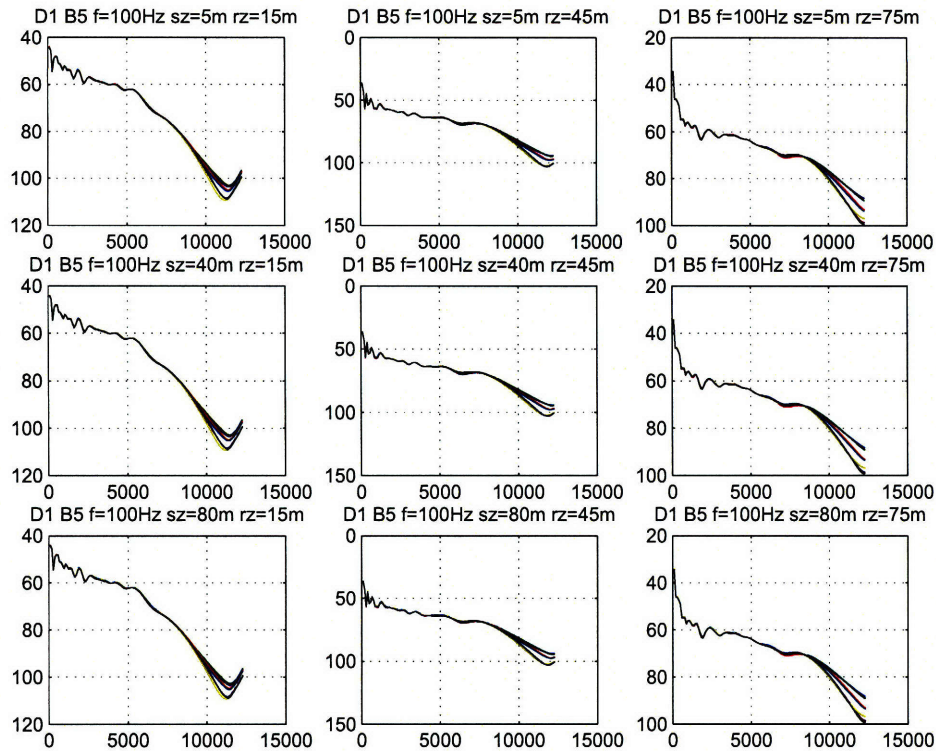 D1 B5 f=100Hz sz=5m rz=15m
40
60
80
100
120
0 5000 10000 15000
D1 B5 f=100Hz sz=5m rz=45m
0
50
100
150
0 5000 10000 15000
D1 B5 f=100Hz sz=5m rz=75m
20
40
60
80
100
0 5000 10000 15000
D1 B5 f=100Hz sz=40m rz=15m
40
60
80
100
120
0 5000 10000 15000
D1 B5 f=100Hz sz=40m rz=45m
0
50
100
150
0 5000 10000 15000
D1 B5 f=100Hz sz=40m rz=75m
20
40
60
80
100
0 5000 10000 15000
D1 B5 f=100Hz sz=80m rz=15m
40
60
80
100
120
0 5000 10000 15000
D1 B5 f=100Hz sz=80m rz=45m
0
50
100
150
0 5000 10000 15000
D1 B5 f=100Hz sz=80m rz=75m
20
40
60
80
100
0 5000 10000 15000